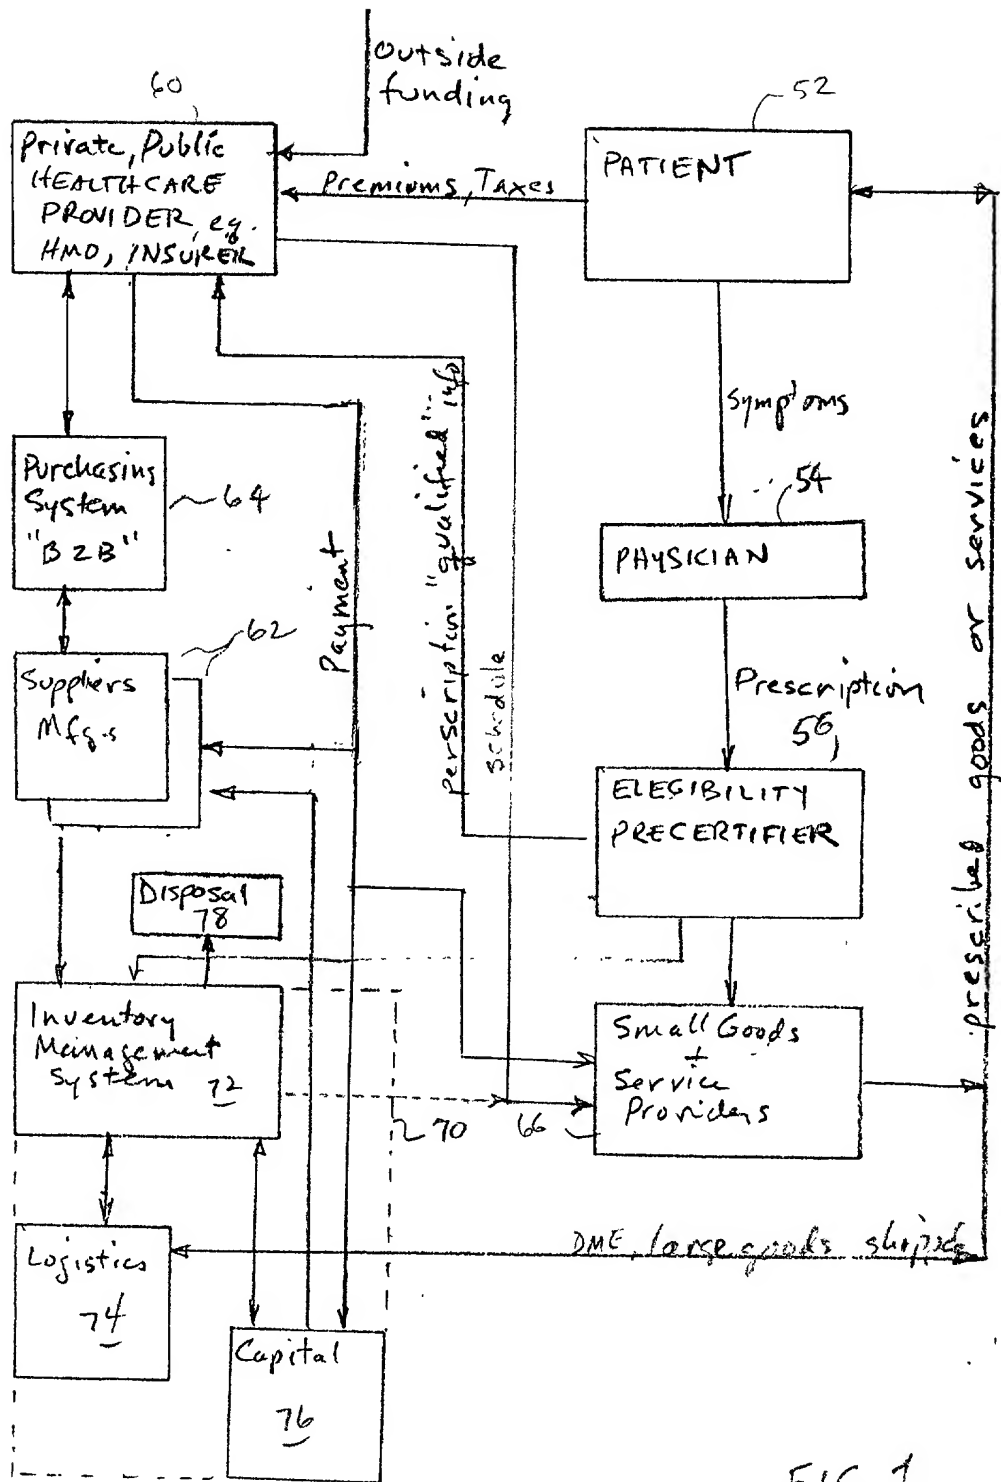 Outside
funding
60
52
Private, Public
HEALTHCARE
PROVIDER, e.g.
HMO, INSURER
Premiums, Taxes
PATIENT
Symptoms
54
PHYSICIAN
Purchasing
System
"B2B"
64
62
Suppliers
Mfg.s
Payment
perscription "qualified" info
schedule
Prescription
56
ELEGIBILITY
PRECERTIFIER
prescribed goods or services
Disposal
78
Inventory
Management
System 72
70
66
Small Goods
+
Service
Providers
Logistics
74
DME, large goods
Capital
76
FIG. 1